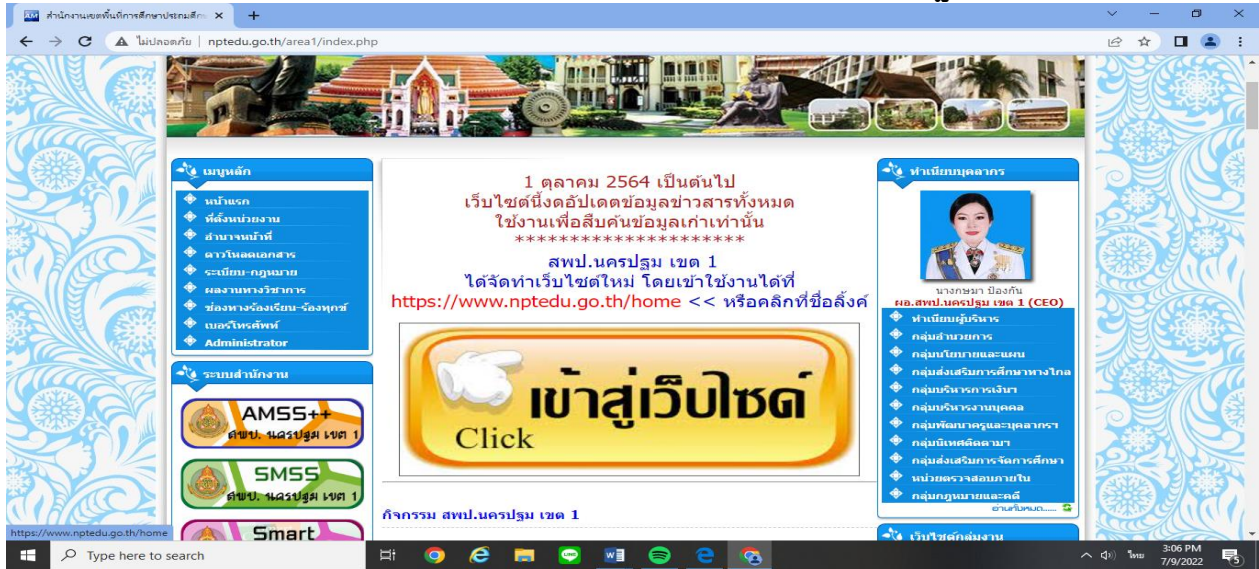 สำนักงานเขตพื้นที่การศึกษาประถมศึก
ไม่ปลอดภัย nptedu.go.th/area1/index.php
เมนูหลัก
หน้าแรก
ที่ตั้งหน่วยงาน
อำนาจหน้าที่
ดาวโหลดเอกสาร
ระเบียบ-กฎหมาย
ผลงานทางวิชาการ
ช่องทางร้องเรียน-ร้องทุกข์
เบอร์โทรศัพท์
Administrator
ระบบสำนักงาน
AMSS++
สพป. นครปฐม เขต 1
SMSS
สพป. นครปฐม เขต 1
Smart
1 ตุลาคม 2564 เป็นต้นไป
เว็บไซต์นี้งดอัปเดตข้อมูลข่าวสารทั้งหมด
ใช้งานเพื่อสืบค้นข้อมูลเก่าเท่านั้น
*********************
สพป.นครปฐม เขต 1
ได้จัดทำเว็บไซต์ใหม่ โดยเข้าใช้งานได้ที่
https://www.nptedu.go.th/home << หรือคลิกที่ชื่อลิ้งค์
เข้าสู่เว็บไซต์
Click
กิจกรรม สพป.นครปฐม เขต 1
ทำเนียบบุคลากร
นางกษมา ป้องกัน
ผอ.สพป.นครปฐม เขต 1 (CEO)
ทำเนียบผู้บริหาร
กลุ่มอำนวยการ
กลุ่มนโยบายและแผน
กลุ่มส่งเสริมการศึกษาทางไกล
กลุ่มบริหารการเงินฯ
กลุ่มบริหารงานบุคคล
กลุ่มพัฒนาครูและบุคลากรฯ
กลุ่มนิเทศติดตามฯ
กลุ่มส่งเสริมการจัดการศึกษา
หน่วยตรวจสอบภายใน
กลุ่มกฎหมายและคดี
อ่านทั้งหมด.....
เว็บไซต์กลุ่มงาน
https://www.nptedu.go.th/home
Type here to search
ไทย
3:06 PM
7/9/2022